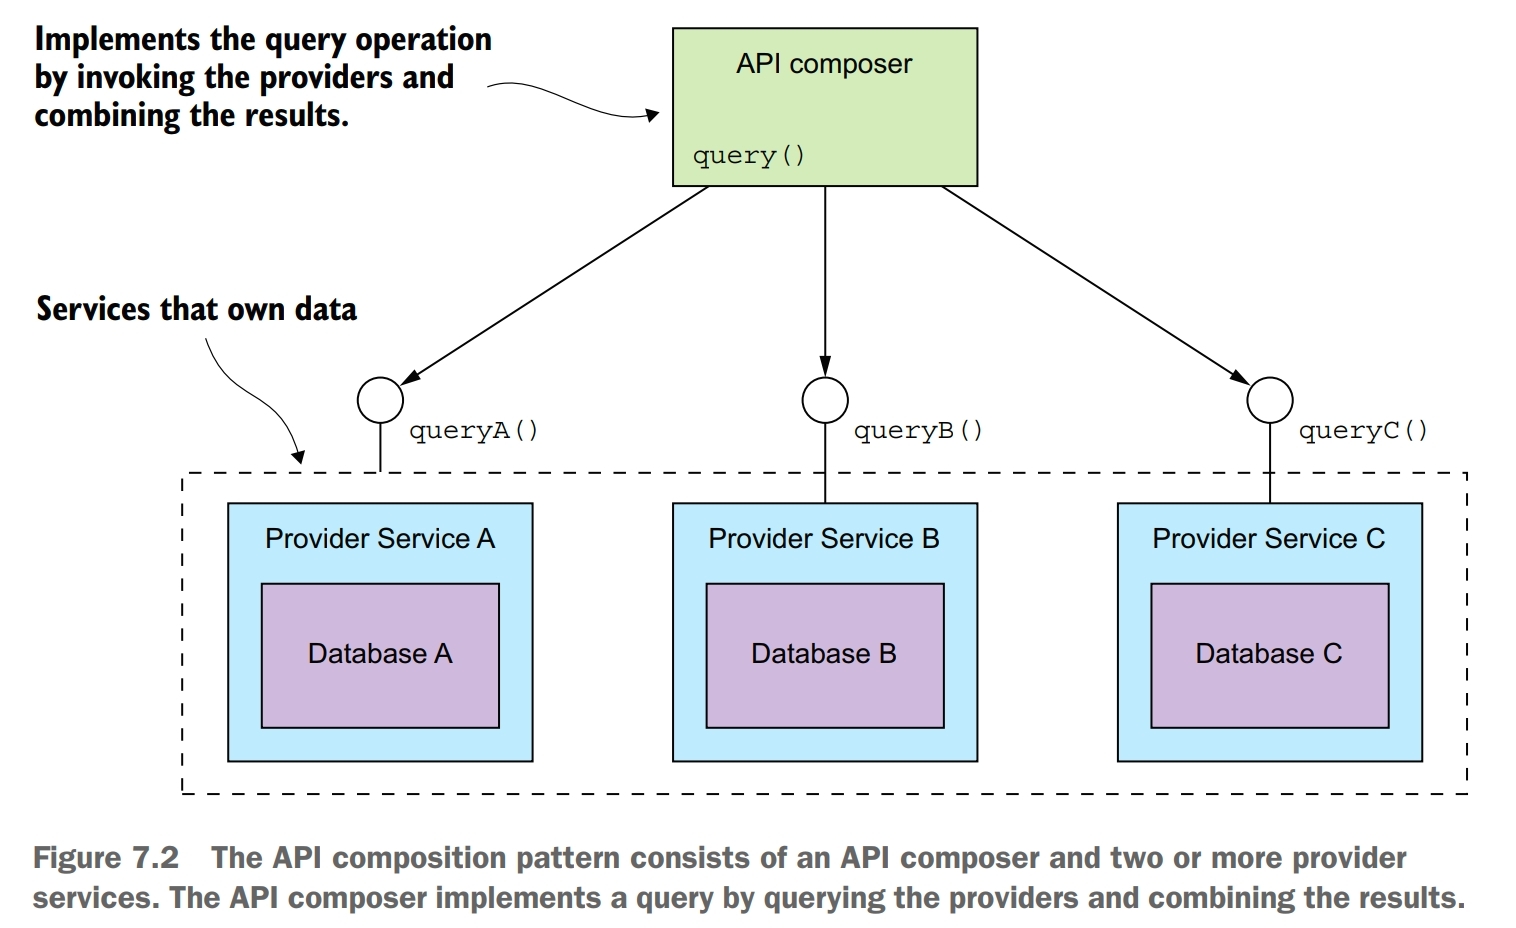 Implements the query operation
by invoking the providers and
combining the results.
API composer
query()
Services that own data
queryA()
queryB()
queryC()
Provider Service A
Provider Service B
Provider Service C
Database A
Database B
Database C
Figure 7.2 The API composition pattern consists of an API composer and two or more provider
services. The API composer implements a query by querying the providers and combining the results.